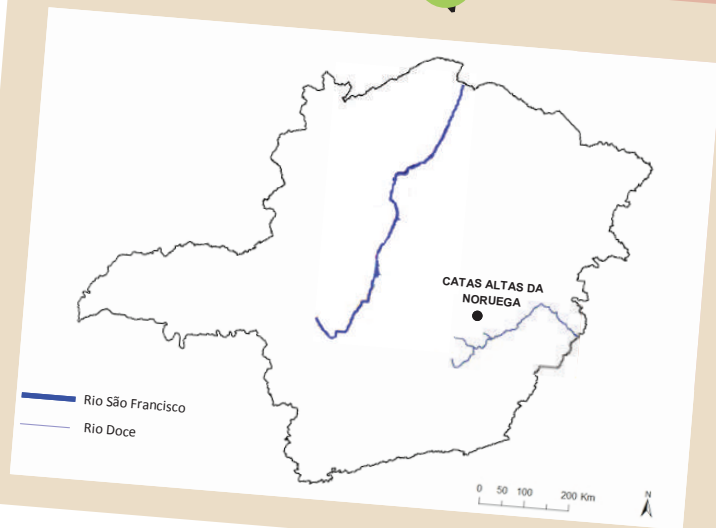 CATAS ALTAS DA
NORUEGA
Rio São Francisco
Rio Doce
0 50 100 200 Km
N